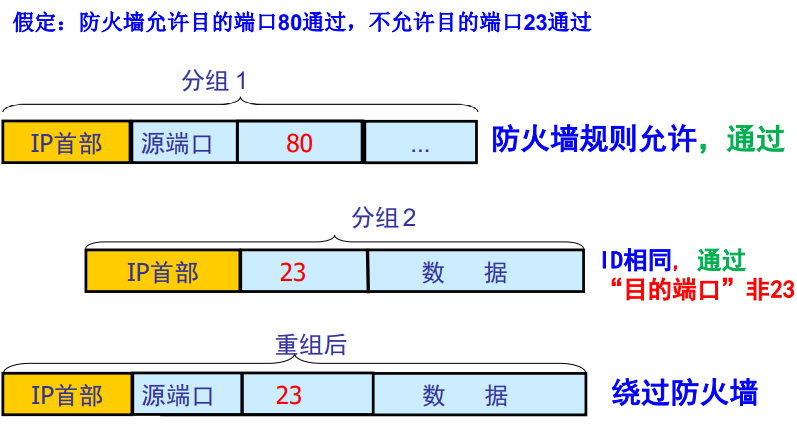 假定：防火墙允许目的端口80通过，不允许目的端口23通过
分组 1
IP首部 源端口 80 ...
防火墙规则允许，通过
分组 2
IP首部 23 数 据
ID相同，通过
“目的端口”非23
重组后
IP首部 源端口 23 数 据
绕过防火墙